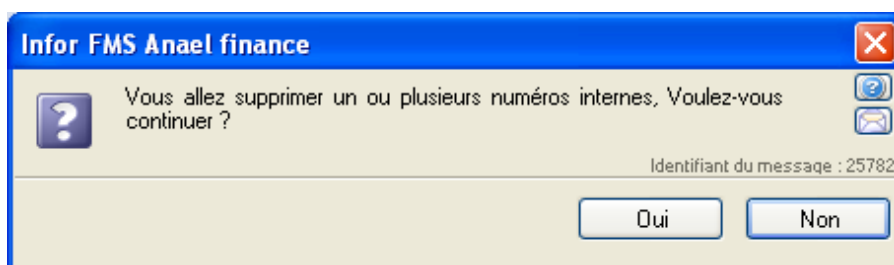 Infor FMS Anael finance
Vous allez supprimer un ou plusieurs numéros internes, Voulez-vous
continuer ?
Identifiant du message : 25782
Oui Non